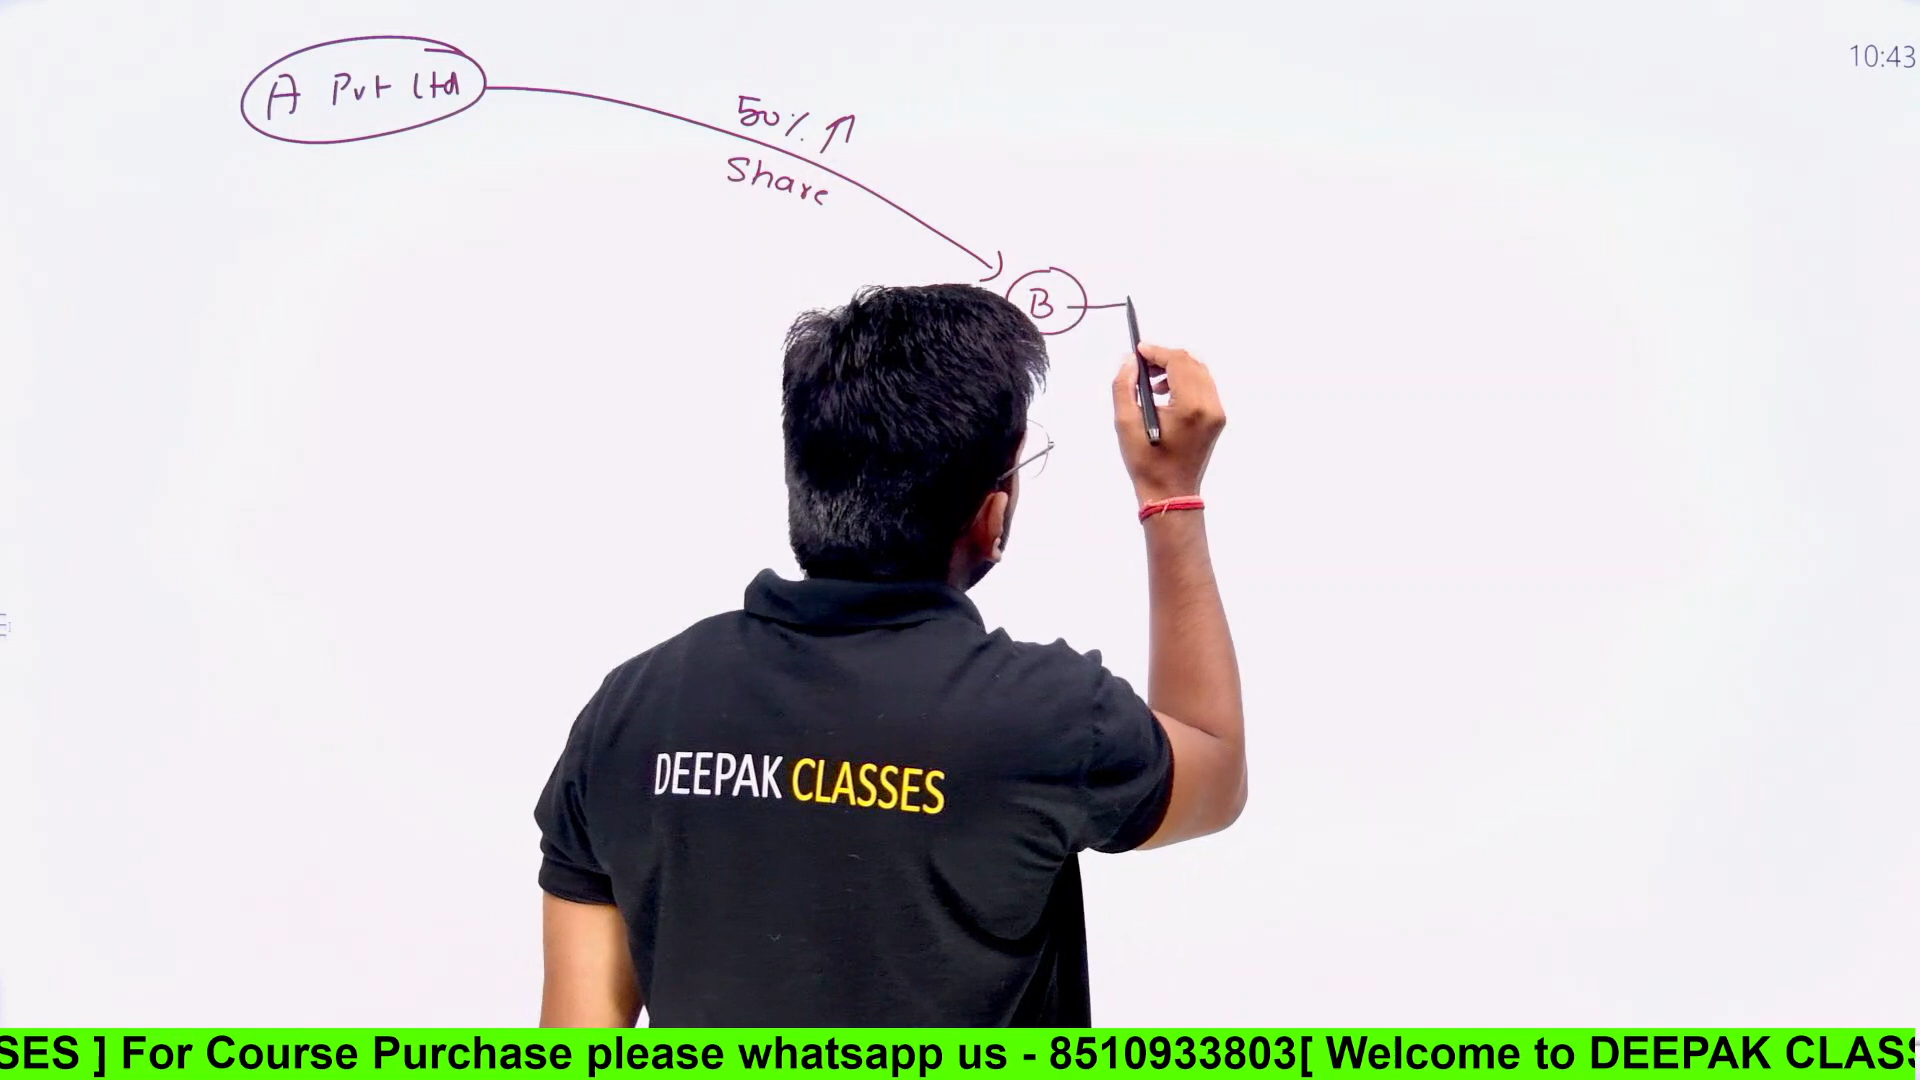 10:43
A Pvt Ltd
50% ↑
Share
B
DEEPAK CLASSES
SES ] For Course Purchase please whatsapp us - 8510933803[ Welcome to DEEPAK CLASS